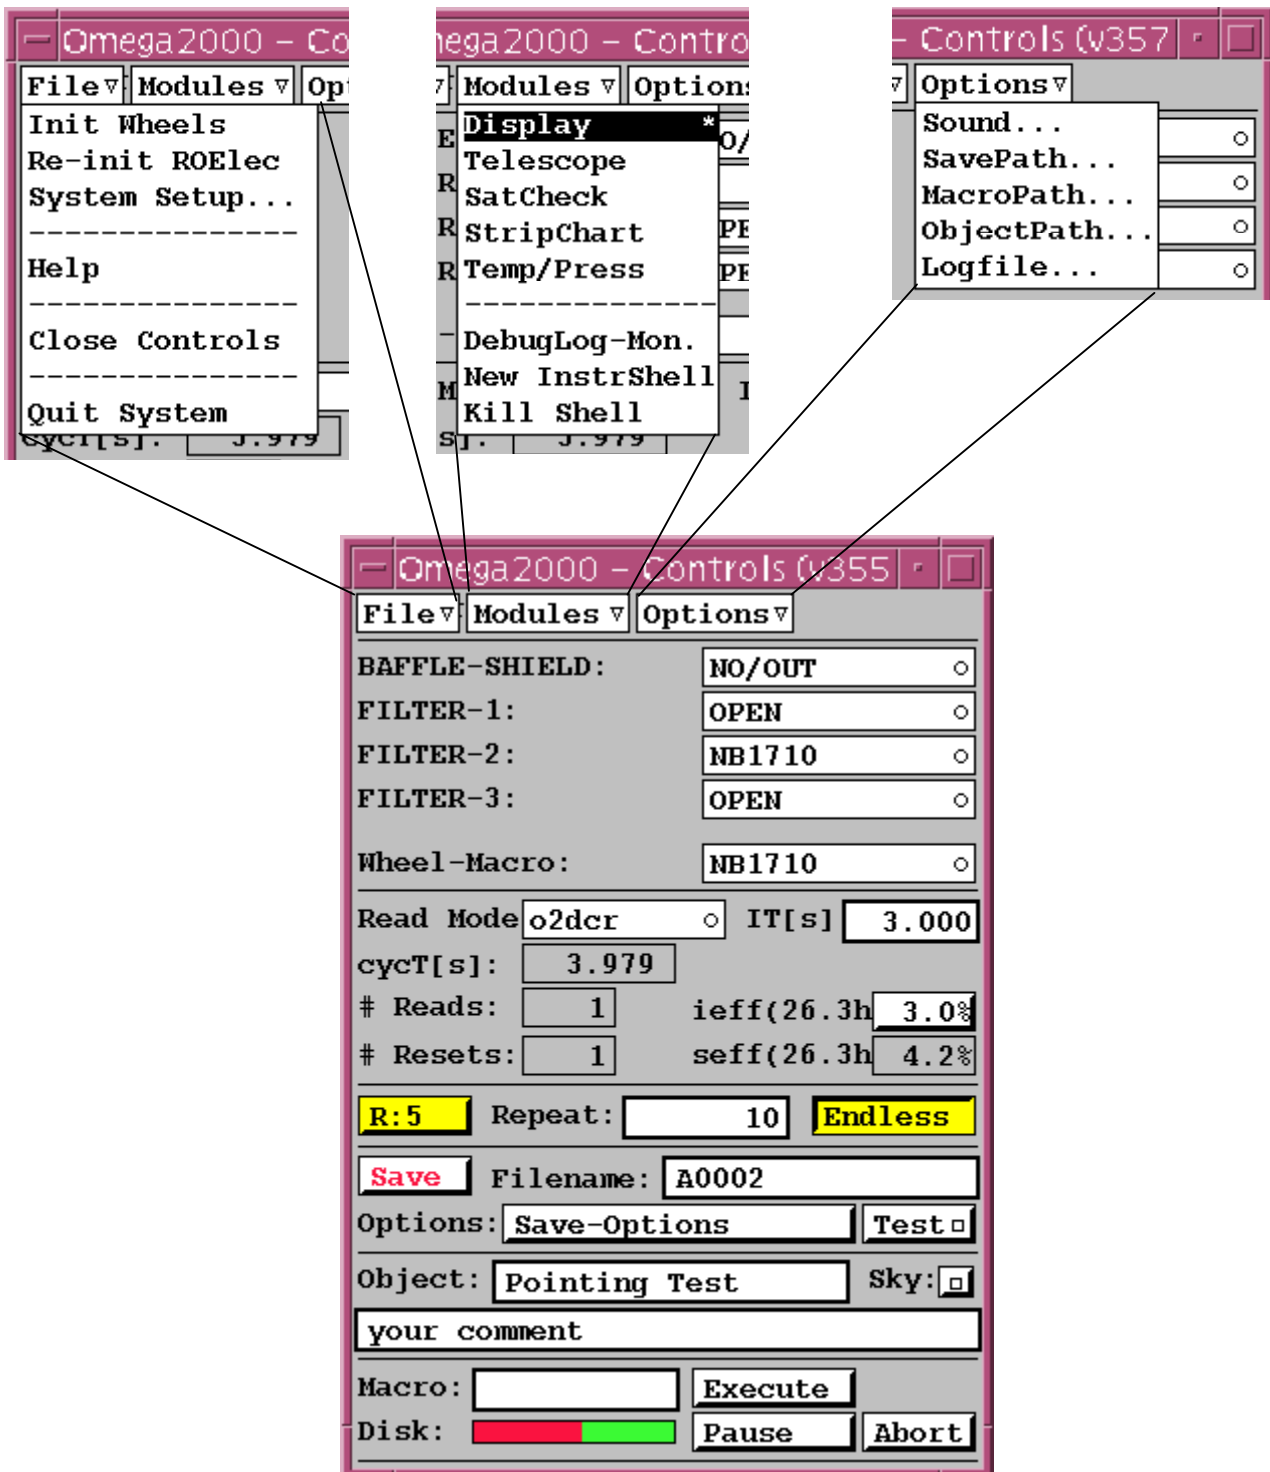 Omega2000 - Co
File Modules Op
Init Wheels
Re-init ROElec
System Setup...
--------------
Help
--------------
Close Controls
--------------
Quit System
cycT[s]: 3.979
ega2000 - Contro
Modules Options
Display *
Telescope
SatCheck
StripChart
Temp/Press
--------------
DebugLog-Mon.
New InstrShell
Kill Shell
s]: 3.979
- Controls (v357
Options
Sound...
SavePath...
MacroPath...
ObjectPath...
Logfile...
Omega2000 - Controls (v355
File Modules Options
BAFFLE-SHIELD: NO/OUT
FILTER-1: OPEN
FILTER-2: NB1710
FILTER-3: OPEN
Wheel-Macro: NB1710
Read Mode o2dcr IT[s] 3.000
cycT[s]: 3.979
# Reads: 1 ieff(26.3h 3.0%
# Resets: 1 seff(26.3h 4.2%
R:5 Repeat: 10 Endless
Save Filename: A0002
Options: Save-Options Test
Object: Pointing Test Sky:
your comment
Macro: Execute
Disk: Pause Abort